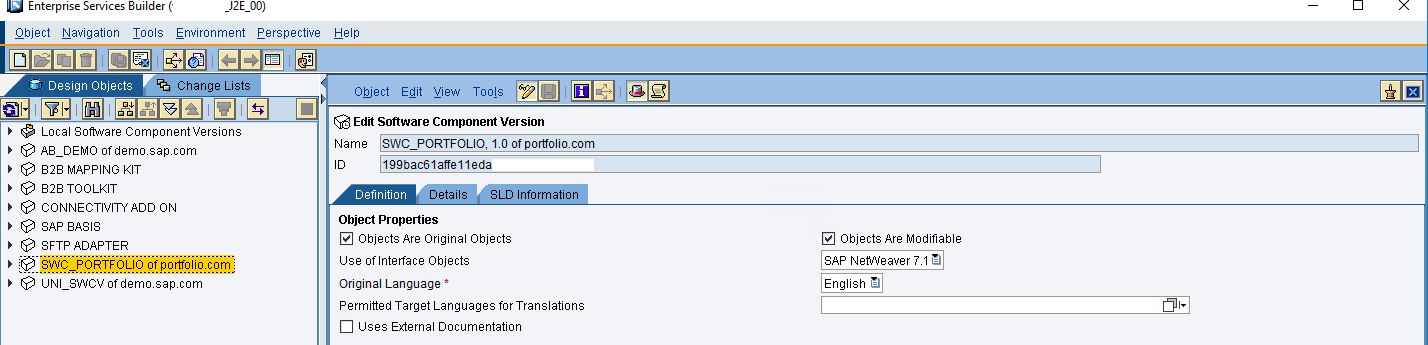 Enterprise Services Builder ( _J2E_00)
Object Navigation Tools Environment Perspective Help
Design Objects Change Lists
Local Software Component Versions
AB_DEMO of demo.sap.com
B2B MAPPING KIT
B2B TOOLKIT
CONNECTIVITY ADD ON
SAP BASIS
SFTP ADAPTER
SWC_PORTFOLIO of portfolio.com
UNI_SWCV of demo.sap.com
Object Edit View Tools
Edit Software Component Version
Name SWC_PORTFOLIO, 1.0 of portfolio.com
ID 199bac61affe11eda
Definition Details SLD Information
Object Properties
Objects Are Original Objects Objects Are Modifiable
Use of Interface Objects SAP NetWeaver 7.1
Original Language * English
Permitted Target Languages for Translations
Uses External Documentation